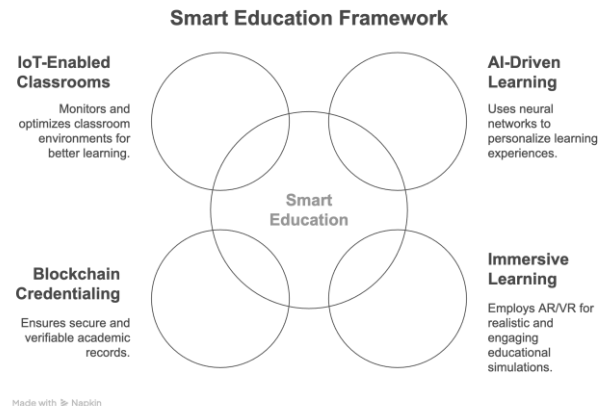 Smart Education Framework
IoT-Enabled
Classrooms
Monitors and
optimizes classroom
environments for
better learning.
AI-Driven
Learning
Uses neural
networks to
personalize learning
experiences.
Smart
Education
Blockchain
Credentialing
Ensures secure and
verifiable academic
records.
Immersive
Learning
Employs AR/VR for
realistic and
engaging
educational
simulations.
Made with Napkin